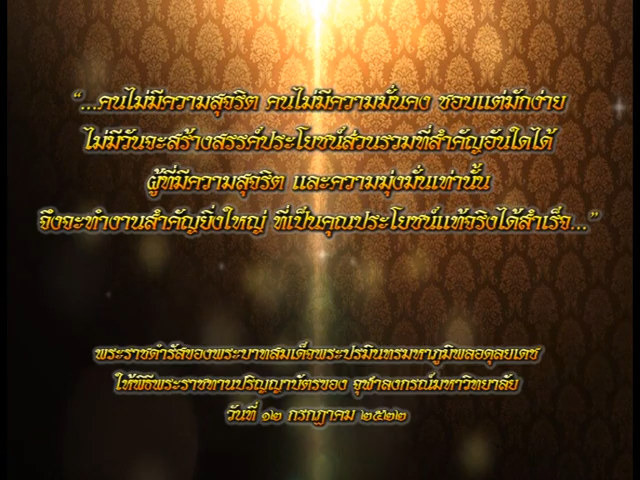 “...คนไม่มีความสุจริต คนไม่มีความมั่นคง ชอบแต่มักง่าย
ไม่มีวันจะสร้างสรรค์ประโยชน์ส่วนรวมที่สำคัญอันใดได้
ผู้ที่มีความสุจริต และความมุ่งมั่นเท่านั้น
จึงจะทำงานสำคัญยิ่งใหญ่ ที่เป็นคุณประโยชน์แท้จริงได้สำเร็จ...”
พระราชดำรัสของพระบาทสมเด็จพระปรมินทรมหาภูมิพลอดุลยเดช
ให้พิธีพระราชทานปริญญาบัตรของ จุฬาลงกรณ์มหาวิทยาลัย
วันที่ ๑๒ กรกฎาคม ๒๕๒๒